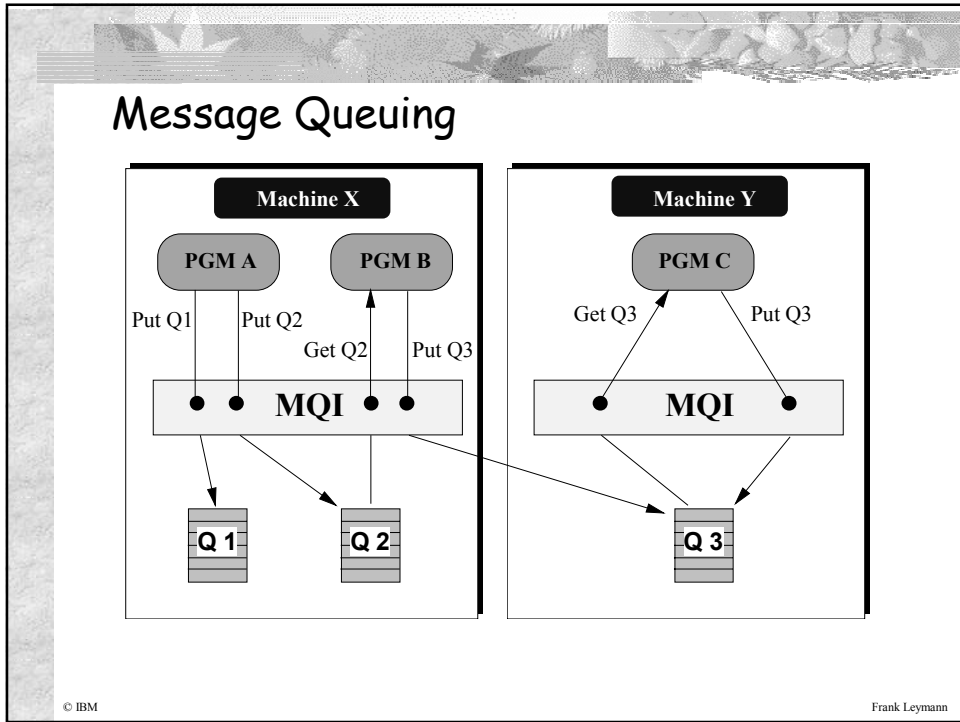 Message Queuing
Machine X
Machine Y
PGM A
PGM B
PGM C
Put Q1
Put Q2
Get Q2
Put Q3
Get Q3
Put Q3
MQI
MQI
Q 1
Q 2
Q 3
© IBM
Frank Leymann